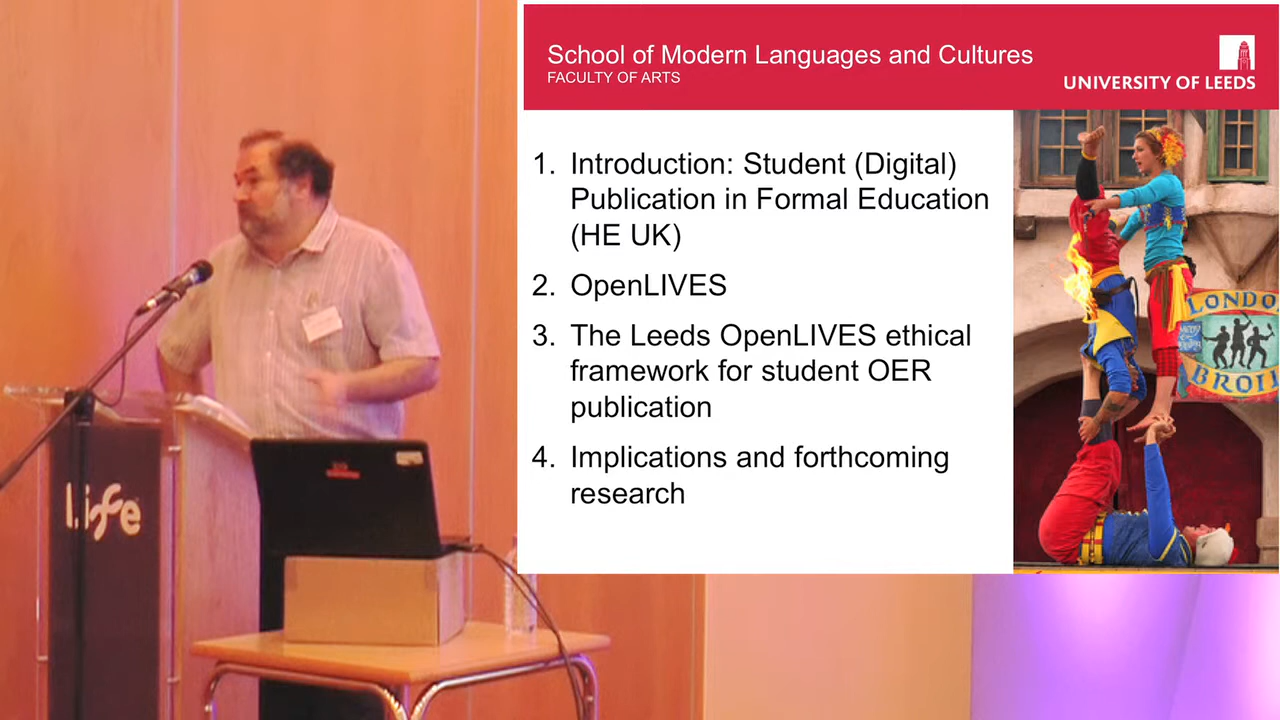 School of Modern Languages and Cultures
FACULTY OF ARTS
UNIVERSITY OF LEEDS
1. Introduction: Student (Digital)
Publication in Formal Education
(HE UK)
2. OpenLIVES
3. The Leeds OpenLIVES ethical
framework for student OER
publication
4. Implications and forthcoming
research
LONDO
BROIL
Life